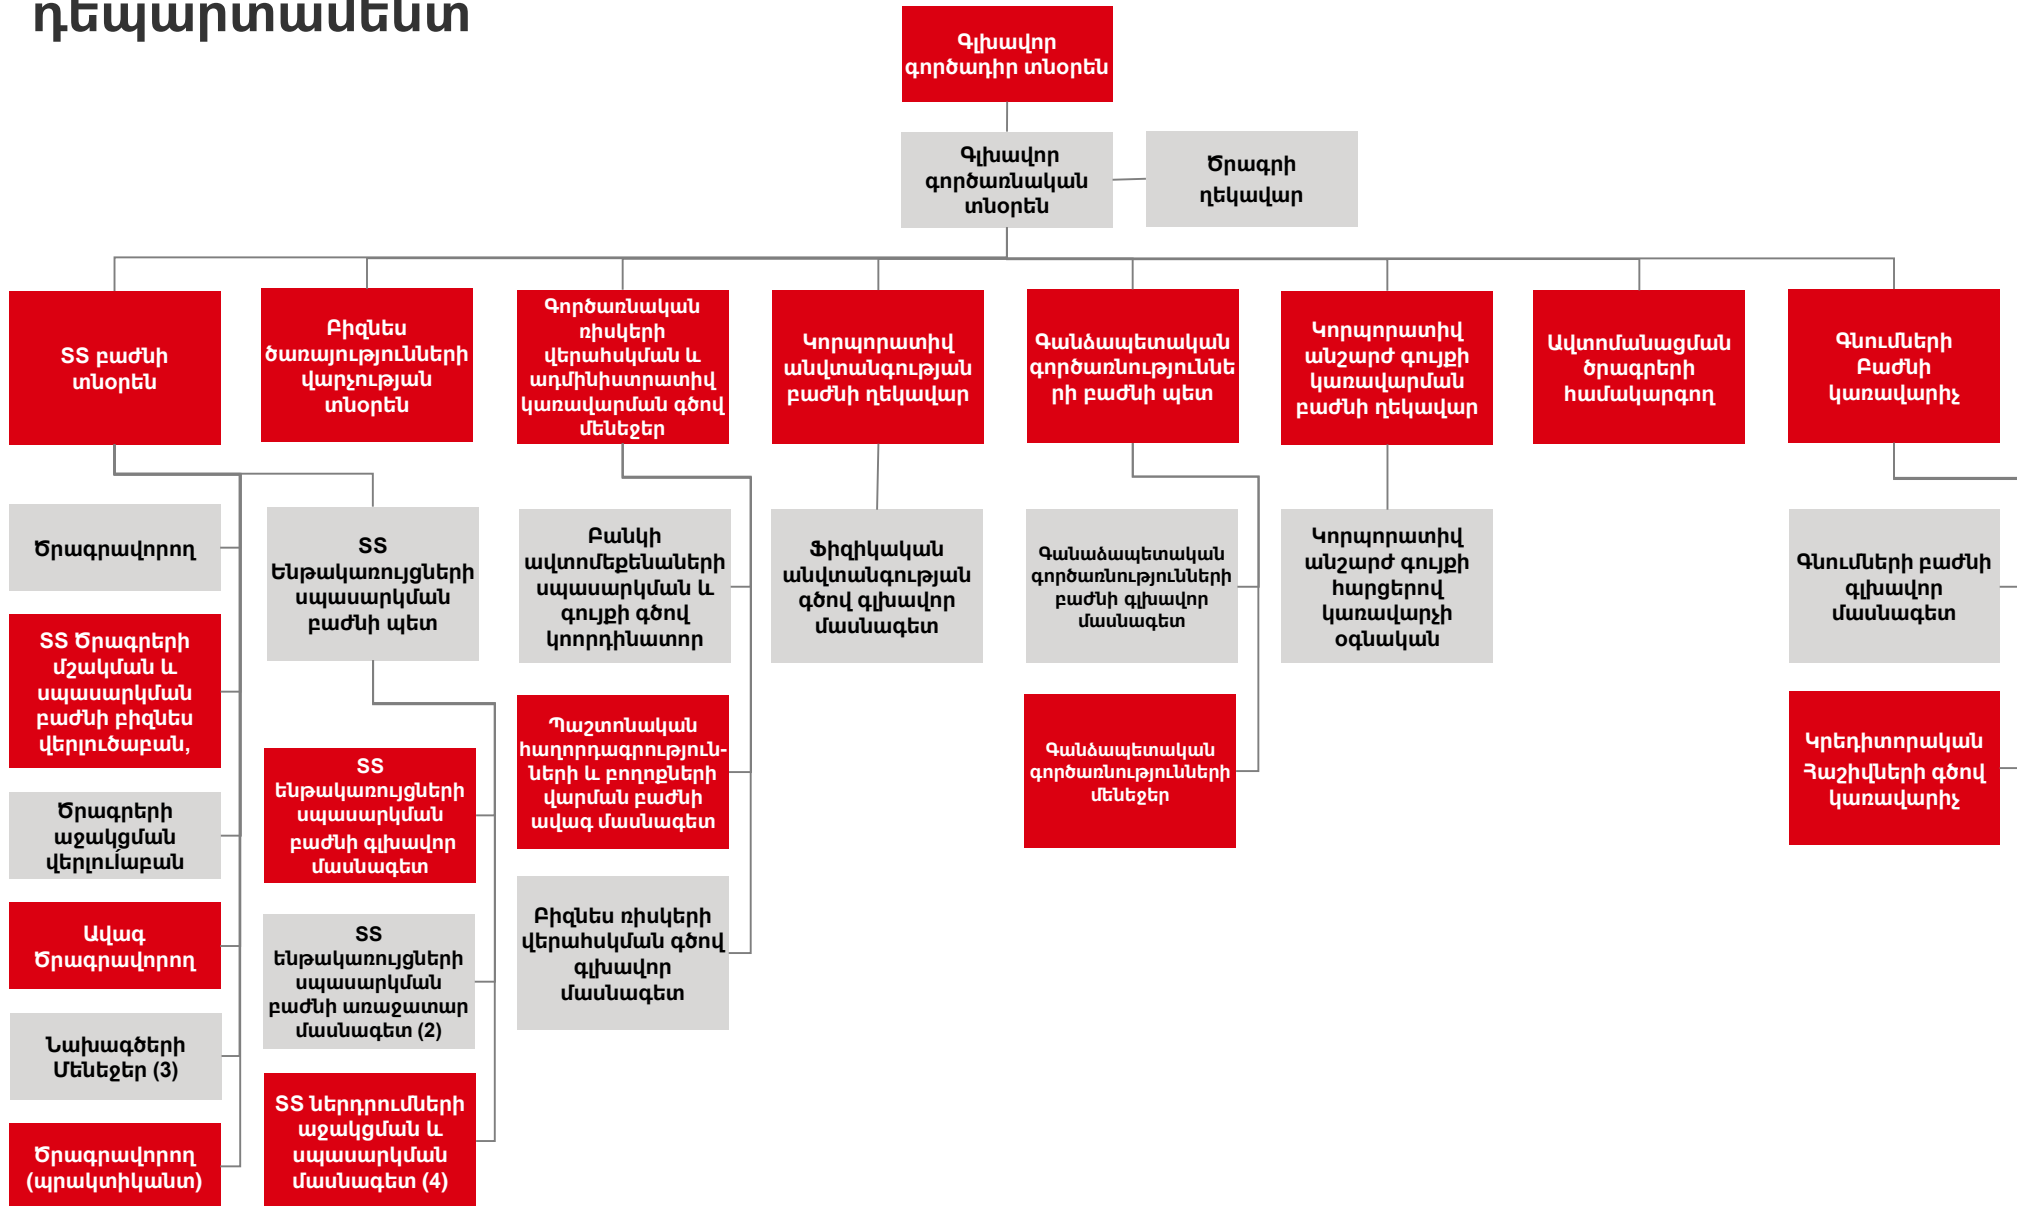 դեպարտամենտ
Գլխավոր
գործադիր տնօրեն
Գլխավոր
գործառնական
տնօրեն
Ծրագրի
ղեկավար
ՏՏ բաժնի
տնօրեն
Բիզնես
ծառայությունների
վարչության
տնօրեն
Գործառնական
ռիսկերի
վերահսկման և
ադմինիստրատիվ
կառավարման գծով
մենեջեր
Կորպորատիվ
անվտանգության
բաժնի ղեկավար
Գանձապետական
գործառնություննե
րի բաժնի պետ
Կորպորատիվ
անշարժ գույքի
կառավարման
բաժնի ղեկավար
Ավտոմանացման
ծրագրերի
համակարգող
Գնումների
Բաժնի
կառավարիչ
Ծրագրավորող
ՏՏ Ծրագրերի
մշակման և
սպասարկման
բաժնի բիզնես
վերլուծաբան,
Ծրագրերի
աջակցման
Ավագ
Ծրագրավորող
Նախագծերի
Մենեջեր (3)
Ծրագրավորող
(պրակտիկանտ)
ՏՏ
Ենթակառույցների
սպասարկման
բաժնի պետ
ՏՏ
ենթակառույցների
սպասարկման
բաժնի գլխավոր
մասնագետ
ՏՏ
ենթակառույցների
սպասարկման
բաժնի առաջատար
մասնագետ (2)
ՏՏ ներդրումների
աջակցման և
սպասարկման
մասնագետ (4)
Բանկի
ավտոմեքենաների
սպասարկման և
գույքի գծով
կոորդինատոր
Պաշտոնական
հաղորդագրություն-
ների և բողոքների
վարման բաժնի
ավագ մասնագետ
Բիզնես ռիսկերի
վերահսկման գծով
գլխավոր
մասնագետ
Ֆիզիկական
անվտանգության
գծով գլխավոր
մասնագետ
Գանաձապետական
գործառնությունների
բաժնի գլխավոր
մասնագետ
Գանձապետական
գործառնությունների
մենեջեր
Կորպորատիվ
անշարժ գույքի
հարցերով
կառավարչի
օգնական
Գնումների բաժնի
գլխավոր
մասնագետ
Կրեդիտորական
Հաշիվների գծով
կառավարիչ